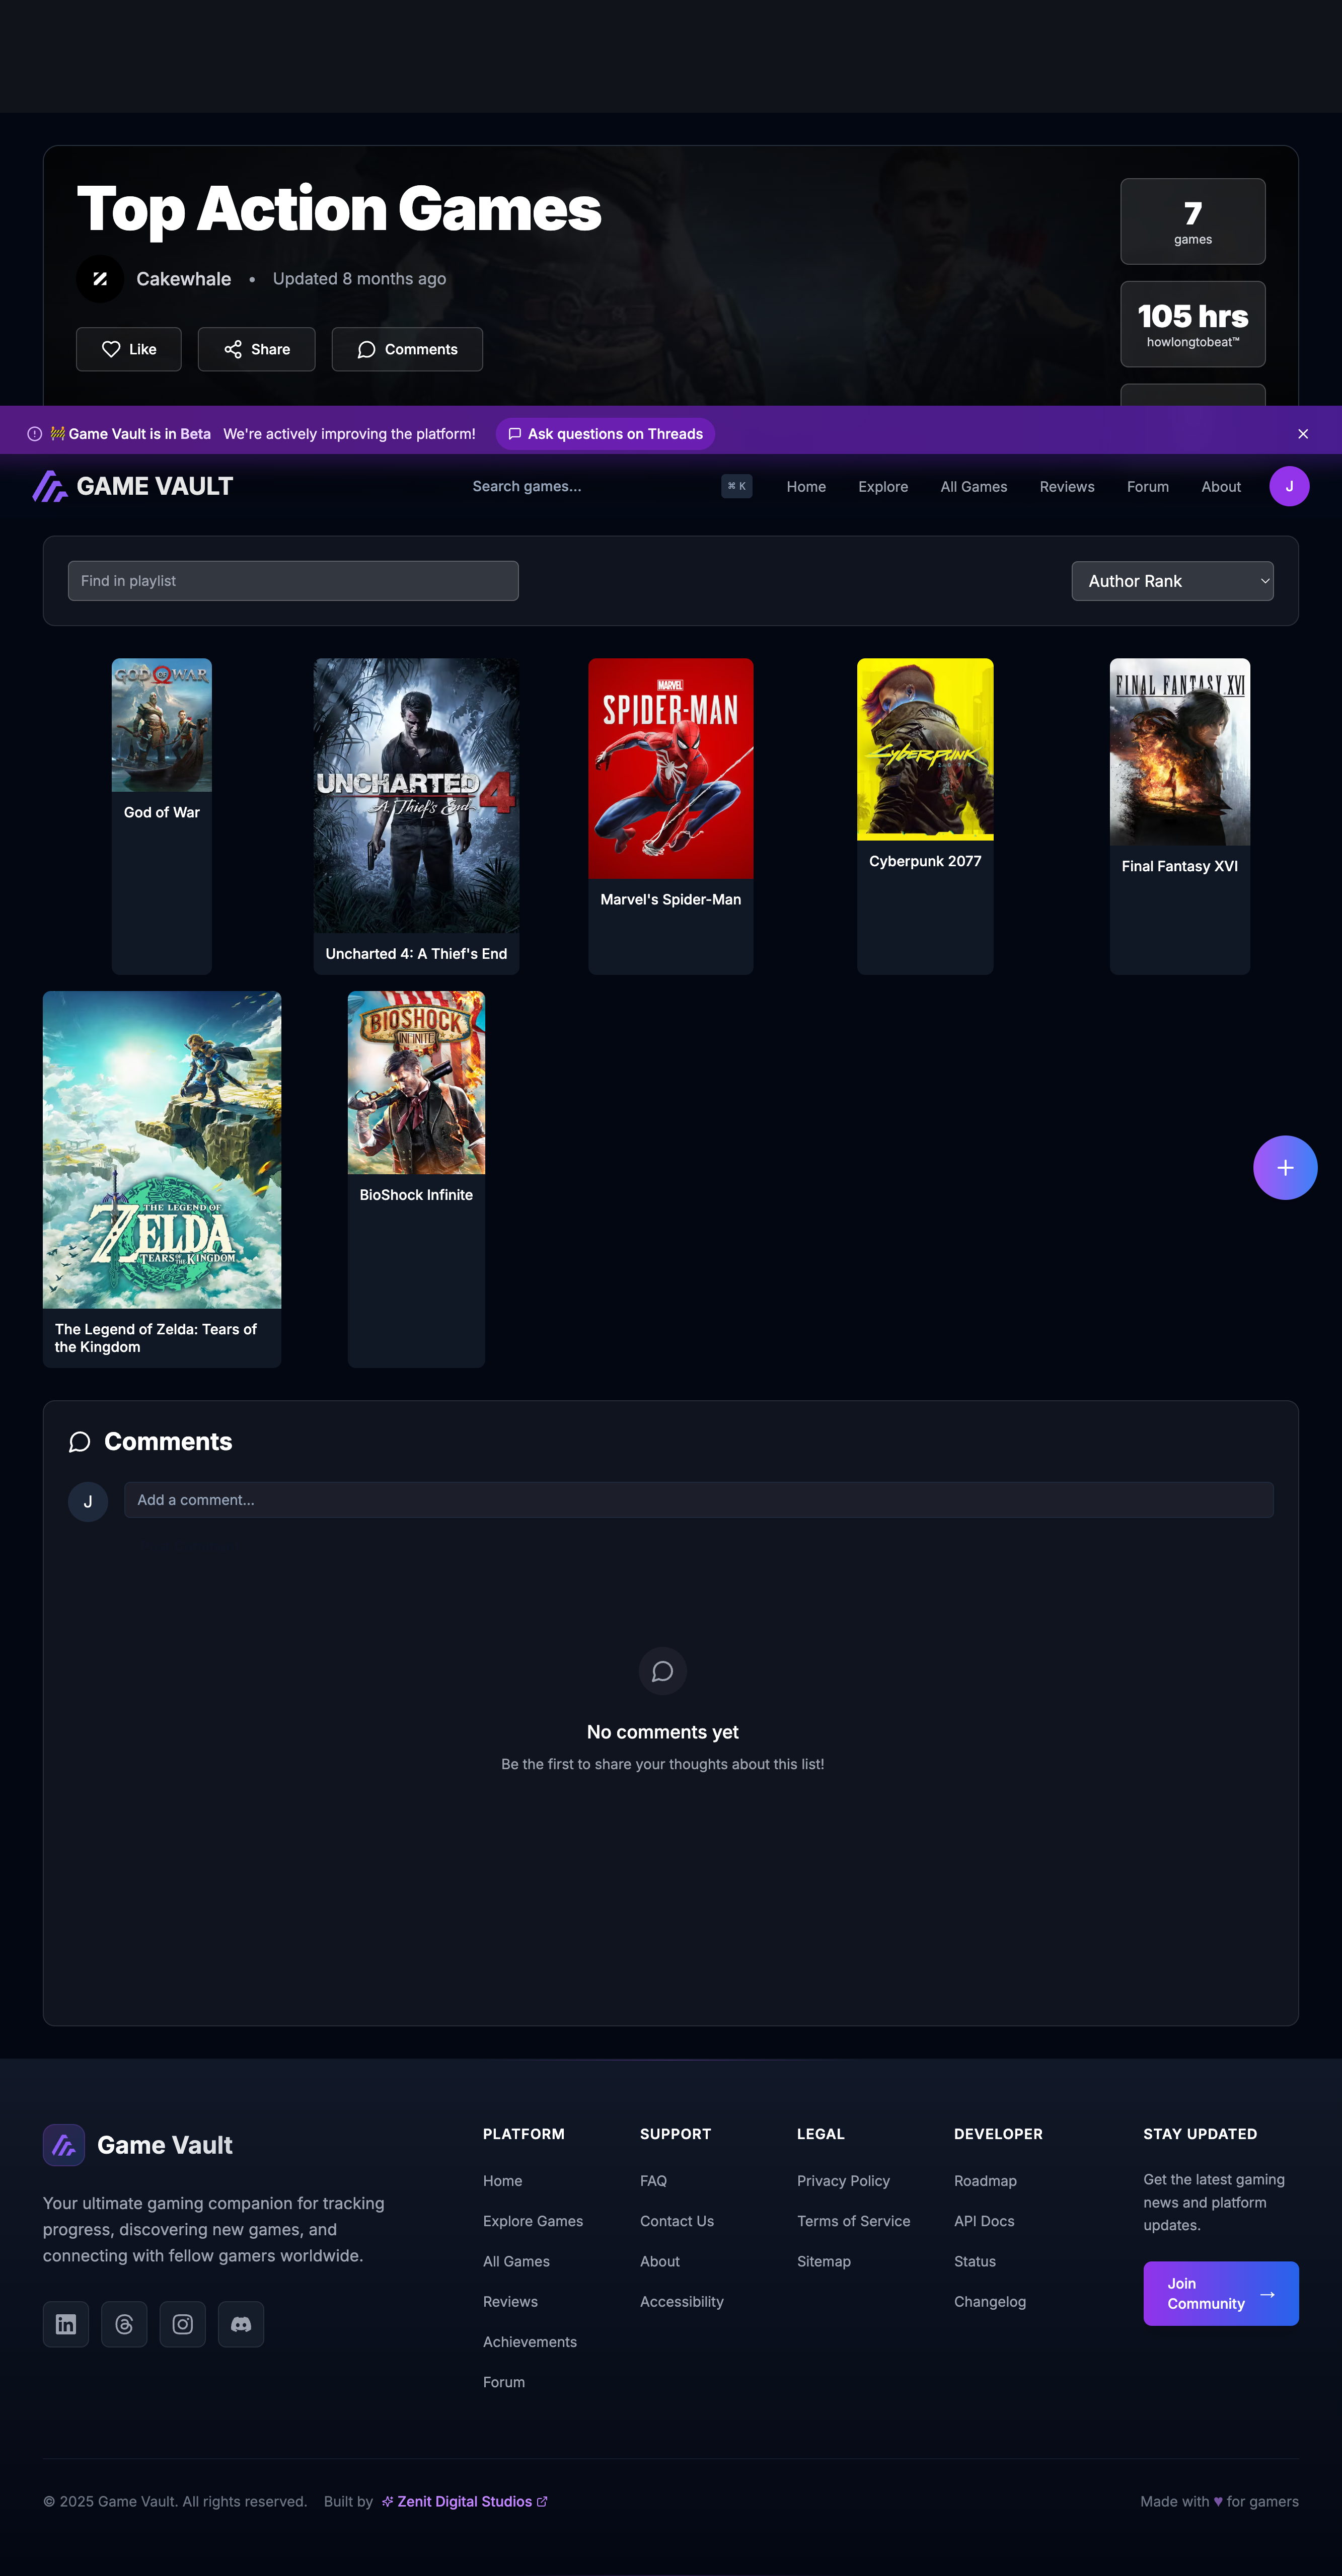 Top Action Games
Cakewhale • Updated 8 months ago
Like
Share
Comments
7
games
105 hrs
howlongtobeat™
🚧 Game Vault is in Beta We're actively improving the platform!
Ask questions on Threads
GAME VAULT
Search games...
⌘ K
Home
Explore
All Games
Reviews
Forum
About
J
Find in playlist
Author Rank
GOD OF WAR
God of War
UNCHARTED 4
A Thief's End
Uncharted 4: A Thief's End
MARVEL
SPIDER-MAN
Marvel's Spider-Man
Cyberpunk
2077
Cyberpunk 2077
FINAL FANTASY XVI
Final Fantasy XVI
THE LEGEND OF
ZELDA
TEARS OF THE KINGDOM
The Legend of Zelda: Tears of
the Kingdom
BIOSHOCK
INFINITE
BioShock Infinite
Comments
J
Add a comment...
No comments yet
Be the first to share your thoughts about this list!
Game Vault
Your ultimate gaming companion for tracking
progress, discovering new games, and
connecting with fellow gamers worldwide.
PLATFORM
Home
Explore Games
All Games
Reviews
Achievements
Forum
SUPPORT
FAQ
Contact Us
About
Accessibility
LEGAL
Privacy Policy
Terms of Service
Sitemap
DEVELOPER
Roadmap
API Docs
Status
Changelog
STAY UPDATED
Get the latest gaming
news and platform
updates.
Join
Community →
© 2025 Game Vault. All rights reserved. Built by Zenit Digital Studios
Made with ♥ for gamers